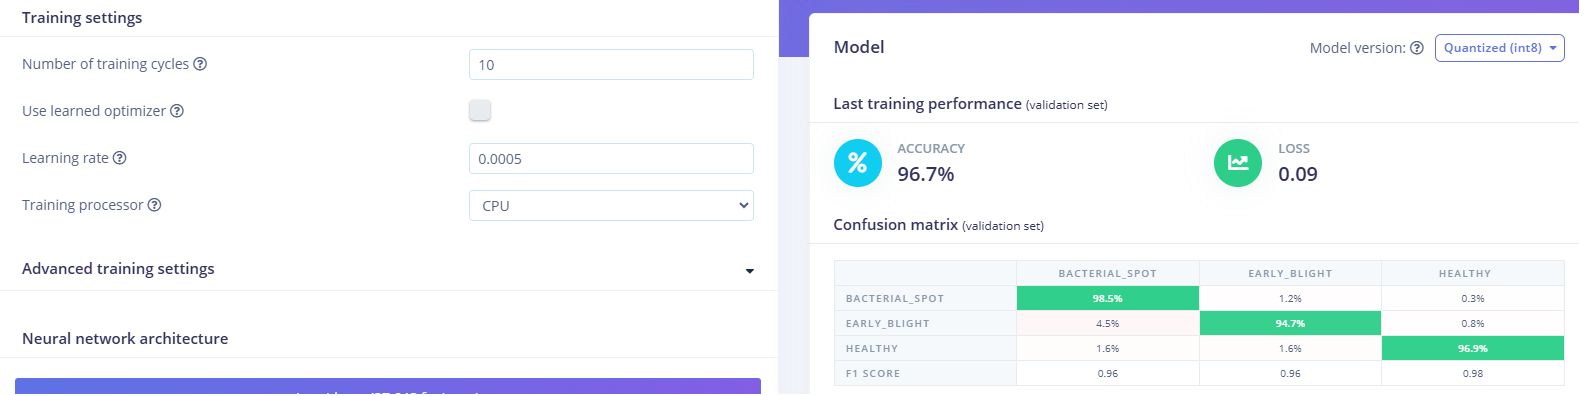 Training settings
Number of training cycles
10
Use learned optimizer
Learning rate
0.0005
Training processor
CPU
Advanced training settings
Neural network architecture
Model
Model version: Quantized (int8)
Last training performance (validation set)
% ACCURACY
96.7%
LOSS
0.09
Confusion matrix (validation set)
BACTERIAL_SPOT EARLY_BLIGHT HEALTHY
BACTERIAL_SPOT 98.5% 1.2% 0.3%
EARLY_BLIGHT 4.5% 94.7% 0.8%
HEALTHY 1.6% 1.6% 96.9%
F1 SCORE 0.96 0.96 0.98